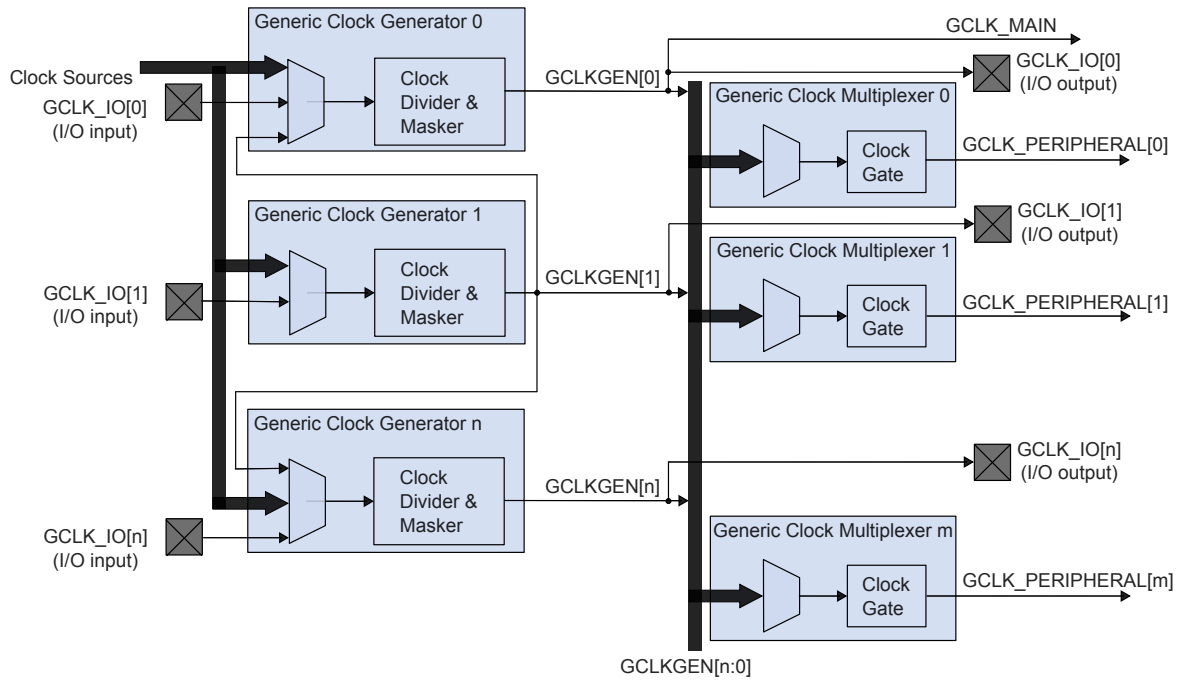 Generic Clock Generator 0
Clock Sources
GCLK_IO[0]
(I/O input)
Clock
Divider &
Masker
GCLKGEN[0]
GCLK_MAIN
GCLK_IO[0]
(I/O output)
Generic Clock Multiplexer 0
Clock
Gate
GCLK_PERIPHERAL[0]
Generic Clock Generator 1
GCLK_IO[1]
(I/O input)
Clock
Divider &
Masker
GCLKGEN[1]
GCLK_IO[1]
(I/O output)
Generic Clock Multiplexer 1
Clock
Gate
GCLK_PERIPHERAL[1]
Generic Clock Generator n
GCLK_IO[n]
(I/O input)
Clock
Divider &
Masker
GCLKGEN[n]
GCLK_IO[n]
(I/O output)
Generic Clock Multiplexer m
Clock
Gate
GCLK_PERIPHERAL[m]
GCLKGEN[n:0]